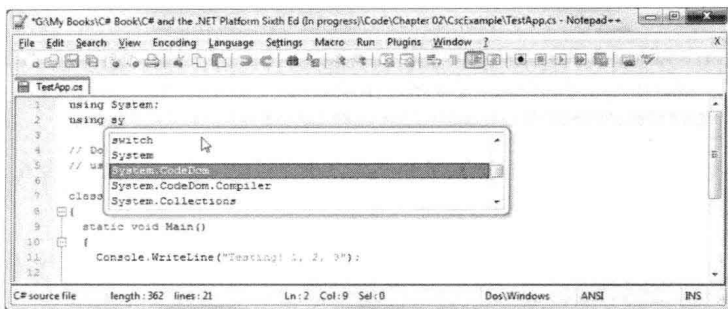 *G:\My Books\C# Book\C# and the .NET Platform Sixth Ed (In progress)\Code\Chapter 02\CscExample\TestApp.cs - Notepad++
File Edit Search View Encoding Language Settings Macro Run Plugins Window ? X
TestApp.cs
1 using System;
2 using sy
3
switch
4 // Do
System
5 // us
System.CodeDom
6
System.CodeDom.Compiler
7 class
System.Collections
8 {
9 static void Main()
10 {
11 Console.WriteLine("Testing! 1, 2, 3");
12
C# source file length : 362 lines : 21 Ln : 2 Col : 9 Sel : 0 Dos\Windows ANSI INS